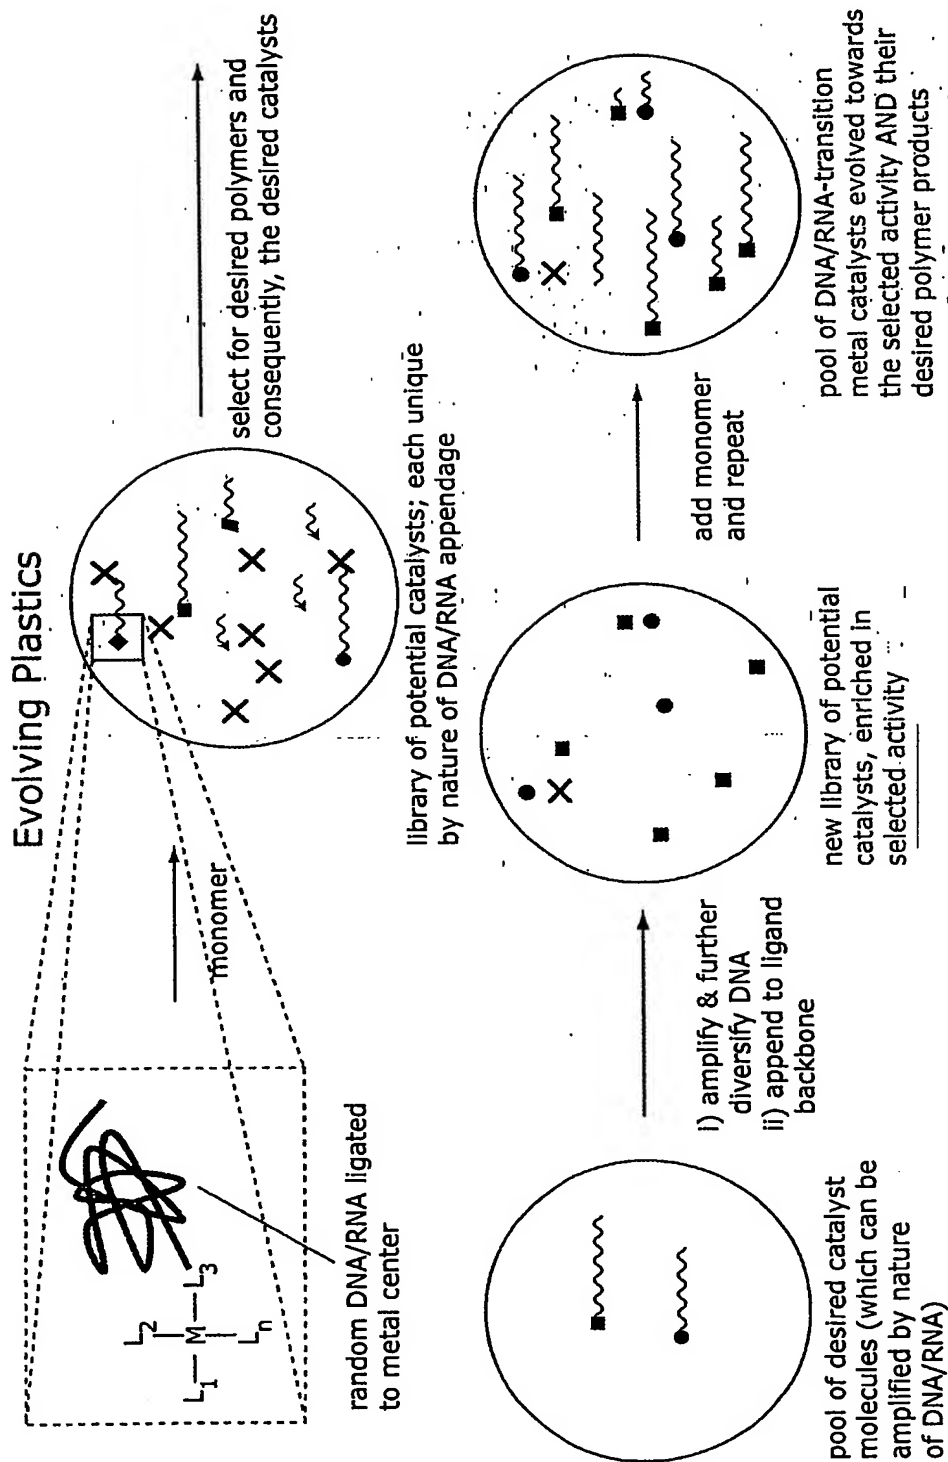 Evolving Plastics
L1
L2
M
L3
Ln
random DNA/RNA ligated
to metal center
monomer
library of potential catalysts; each unique
by nature of DNA/RNA appendage
select for desired polymers and
consequently, the desired catalysts
pool of desired catalyst
molecules (which can be
amplified by nature
of DNA/RNA)
i) amplify & further
diversify DNA
ii) append to ligand
backbone
new library of potential
catalysts, enriched in
selected activity
add monomer
and repeat
pool of DNA/RNA-transition
metal catalysts evolved towards
the selected activity AND their
desired polymer products